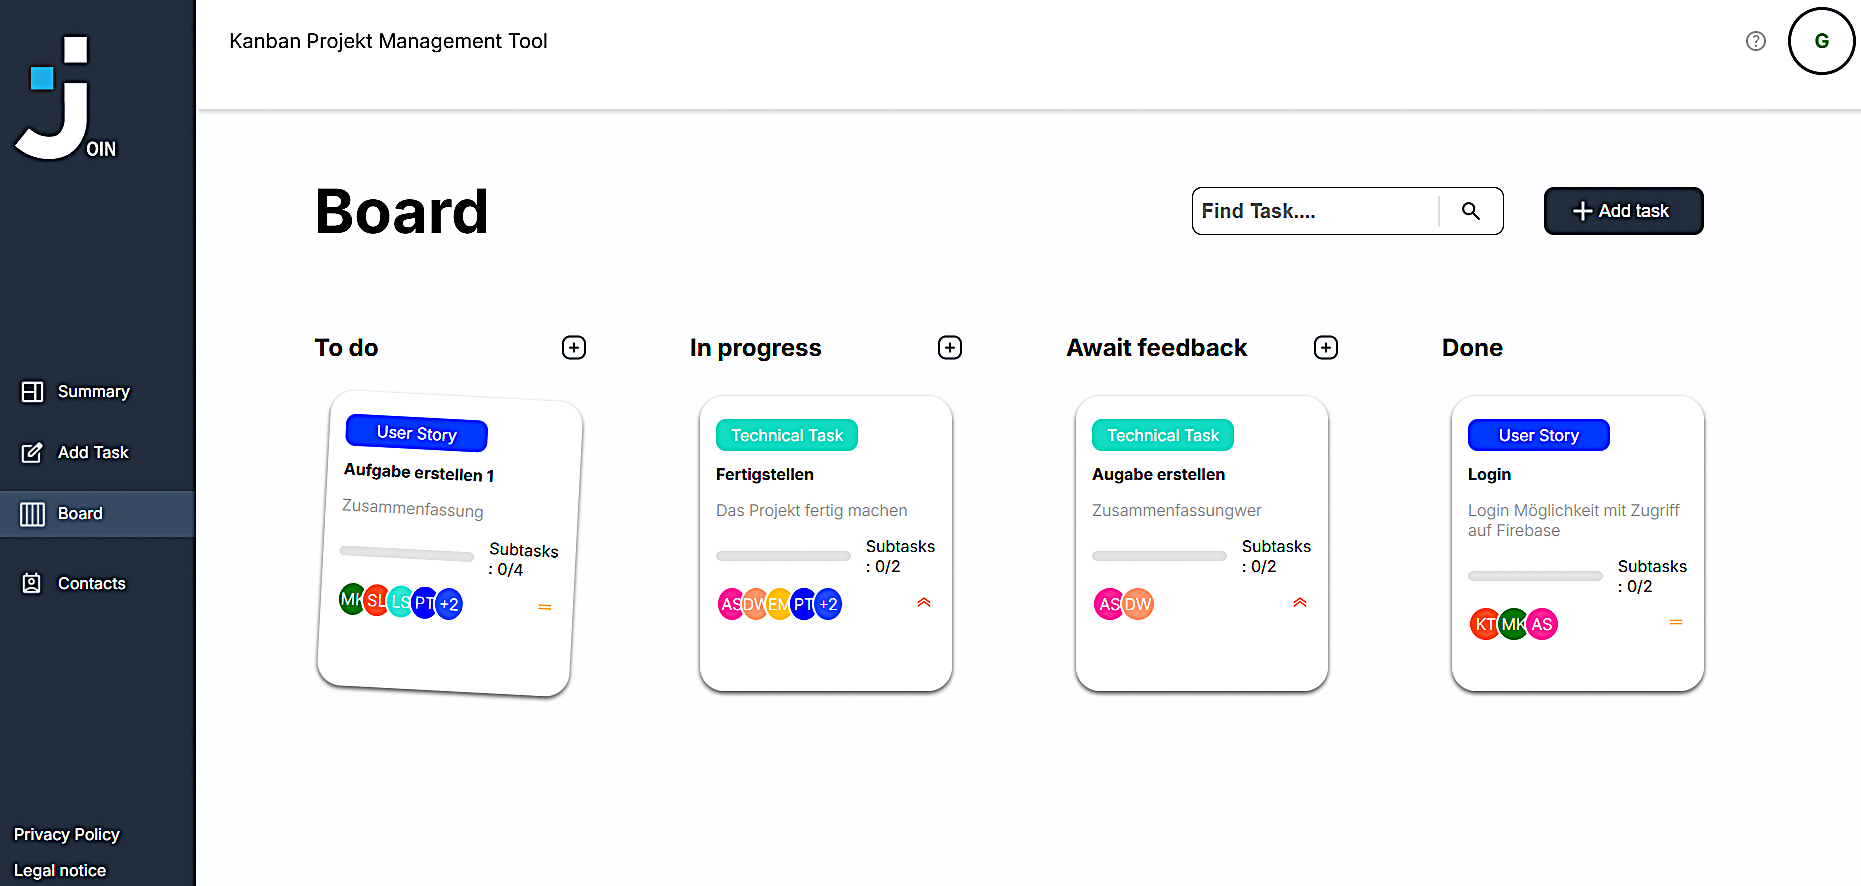 OIN
Kanban Projekt Management Tool
G
Board
Find Task....
Add task
Summary
Add Task
Board
Contacts
Privacy Policy
Legal notice
To do
User Story
Aufgabe erstellen 1
Zusammenfassung
Subtasks
: 0/4
MK SL LS PT +2
In progress
Technical Task
Fertigstellen
Das Projekt fertig machen
Subtasks
: 0/2
AS DW EM PT +2
Await feedback
Technical Task
Augabe erstellen
Zusammenfassungwer
Subtasks
: 0/2
AS DW
Done
User Story
Login
Login Möglichkeit mit Zugriff
auf Firebase
Subtasks
: 0/2
KT MK AS